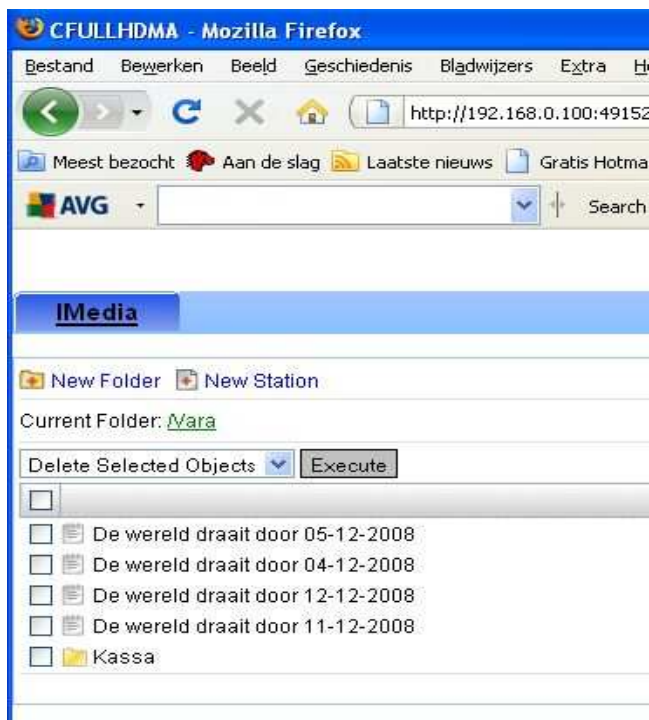 CFULLHDMA - Mozilla Firefox
Bestand Bewerken Beeld Geschiedenis Bladwijzers Extra
http://192.168.0.100:49152
Meest bezocht Aan de slag Laatste nieuws Gratis Hotma
AVG Search
IMedia
New Folder New Station
Current Folder: /Vara
Delete Selected Objects Execute
De wereld draait door 05-12-2008
De wereld draait door 04-12-2008
De wereld draait door 12-12-2008
De wereld draait door 11-12-2008
Kassa